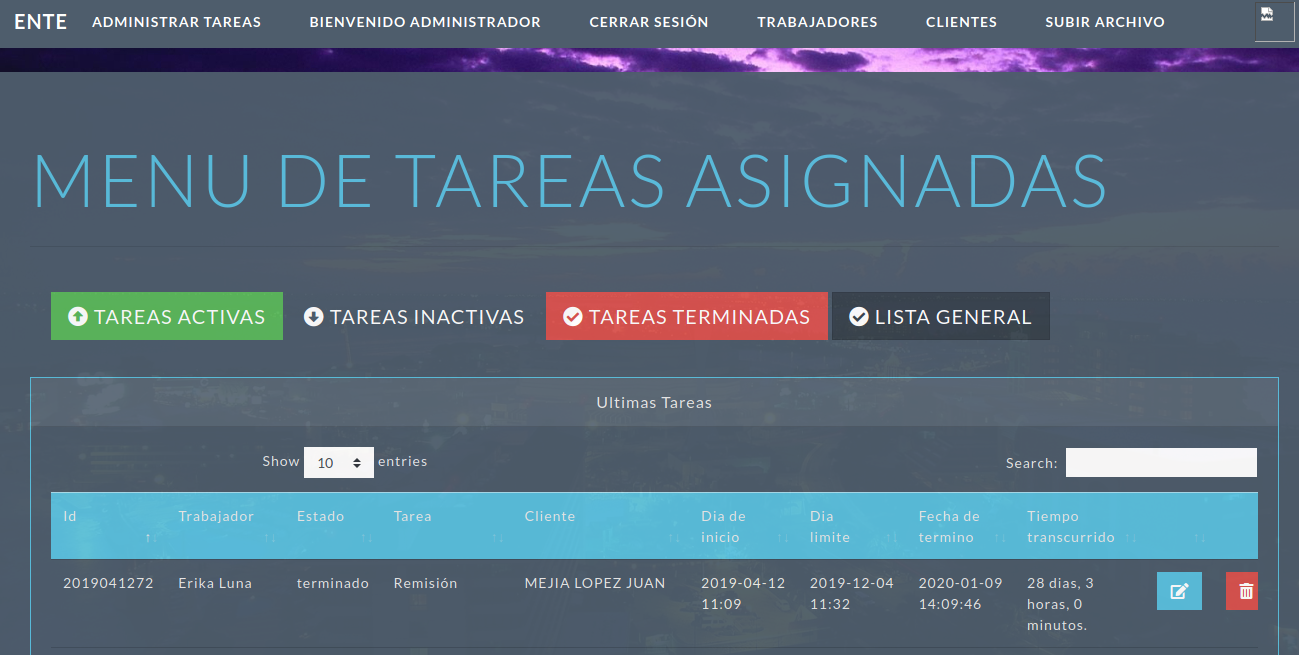 ENTE ADMINISTRAR TAREAS BIENVENIDO ADMINISTRADOR CERRAR SESIÓN TRABAJADORES CLIENTES SUBIR ARCHIVO
MENU DE TAREAS ASIGNADAS
TAREAS ACTIVAS TAREAS INACTIVAS TAREAS TERMINADAS LISTA GENERAL
Ultimas Tareas
Show 10 entries Search:
Id Trabajador Estado Tarea Cliente Dia de Dia Fecha de Tiempo
inicio limite termino transcurrido
2019041272 Erika Luna terminado Remisión MEJIA LOPEZ JUAN 2019-04-12 2019-12-04 2020-01-09 28 dias, 3
11:09 11:32 14:09:46 horas, 0
minutos.